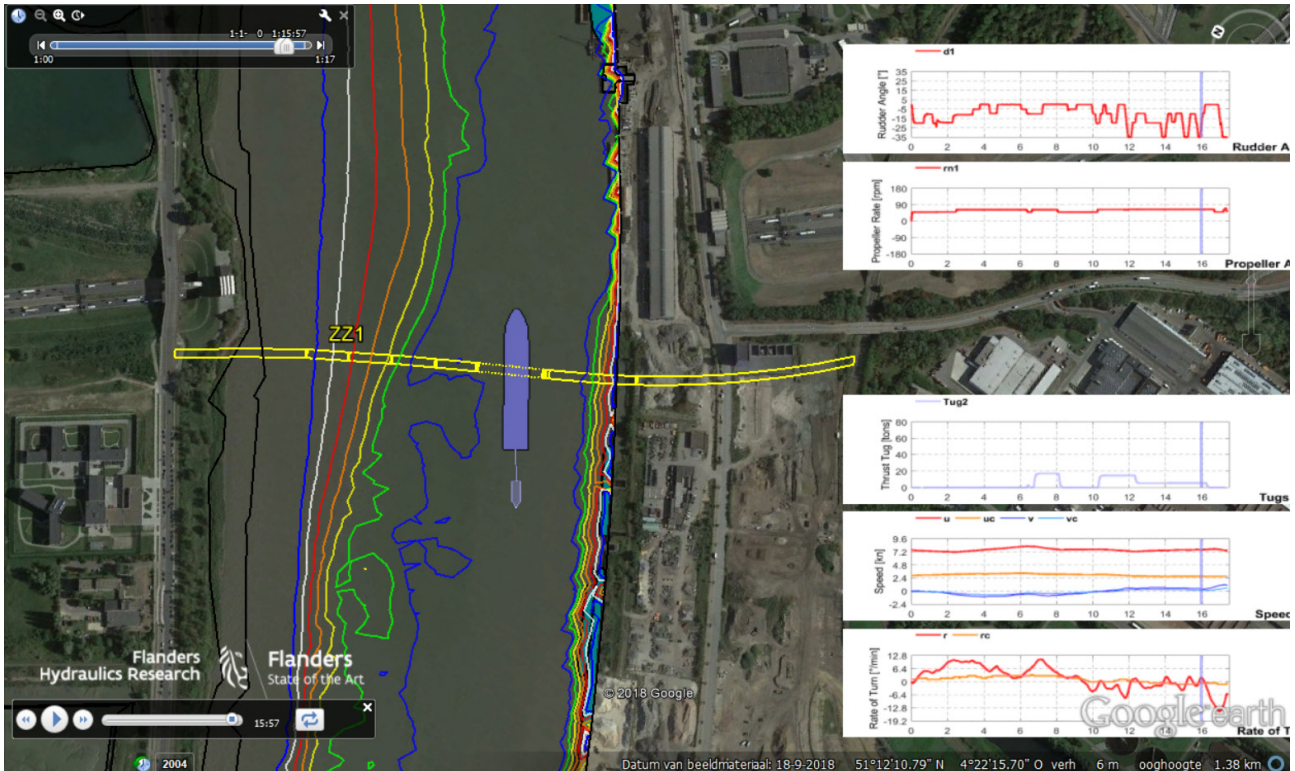 1-1- 0 1:15:57
1:00
1:17
N
ZZ1
Flanders
Hydraulics Research
Flanders
State of the Art
15:57
2004
© 2018 Google
d1
Rudder Angle [°]
35
25
15
5
-5
-15
-25
-35
0 2 4 6 8 10 12 14 16
Rudder A
rn1
Propeller Rate [rpm]
180
90
0
-90
-180
0 2 4 6 8 10 12 14 16
Propeller A
Tug2
Thrust Tug [tons]
80
60
40
20
0
0 2 4 6 8 10 12 14 16
Tugs
u uc v vc
Speed [kn]
9.6
7.2
4.8
2.4
0
-2.4
0 2 4 6 8 10 12 14 16
Speed
r rc
Rate of Turn [°/min]
12.8
6.4
0
-6.4
-12.8
-19.2
0 2 4 6 8 10 12 14 16
Rate of T
Google earth
Datum van beeldmateriaal: 18-9-2018 51°12'10.79" N 4°22'15.70" O verh 6 m ooghoogte 1.38 km